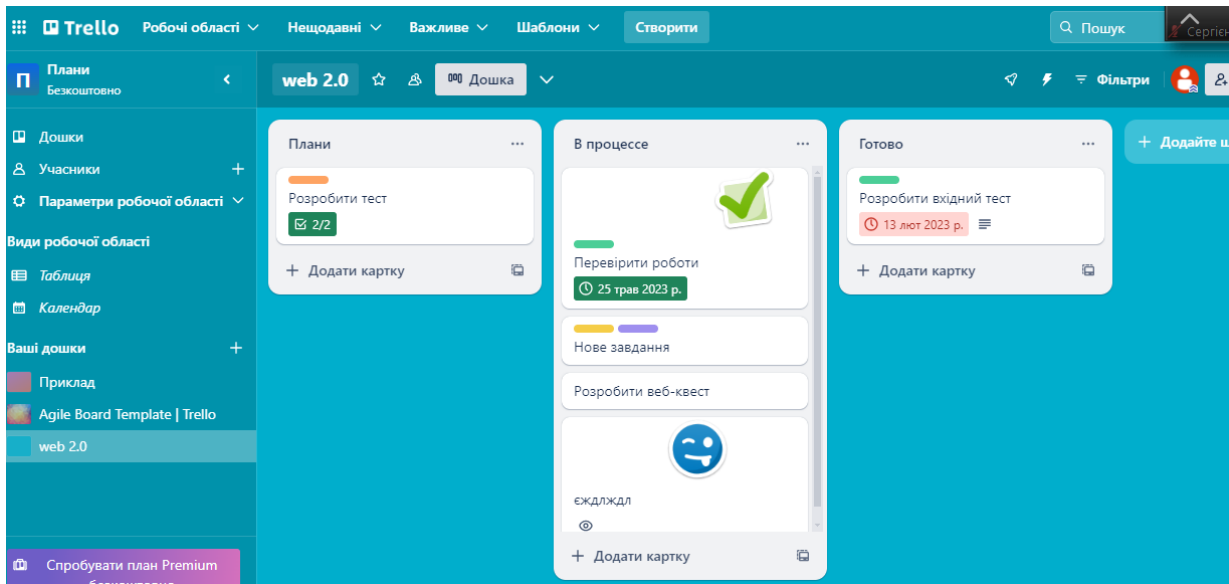 Trello Робочі області Нещодавні Важливе Шаблони Створити Пошук
Сергієн
Плани
Безкоштовно
web 2.0 Дошка Фільтри
Дошки
Учасники
Параметри робочої області
Види робочої області
Таблиця
Календар
Ваші дошки
Приклад
Agile Board Template | Trello
web 2.0
Спробувати план Premium
безкоштовно
Плани
Розробити тест
2/2
Додати картку
В процессе
Перевірити роботи
25 трав 2023 р.
Нове завдання
Розробити веб-квест
єждлждл
Додати картку
Готово
Розробити вхідний тест
13 лют 2023 р.
Додати картку
Додайте